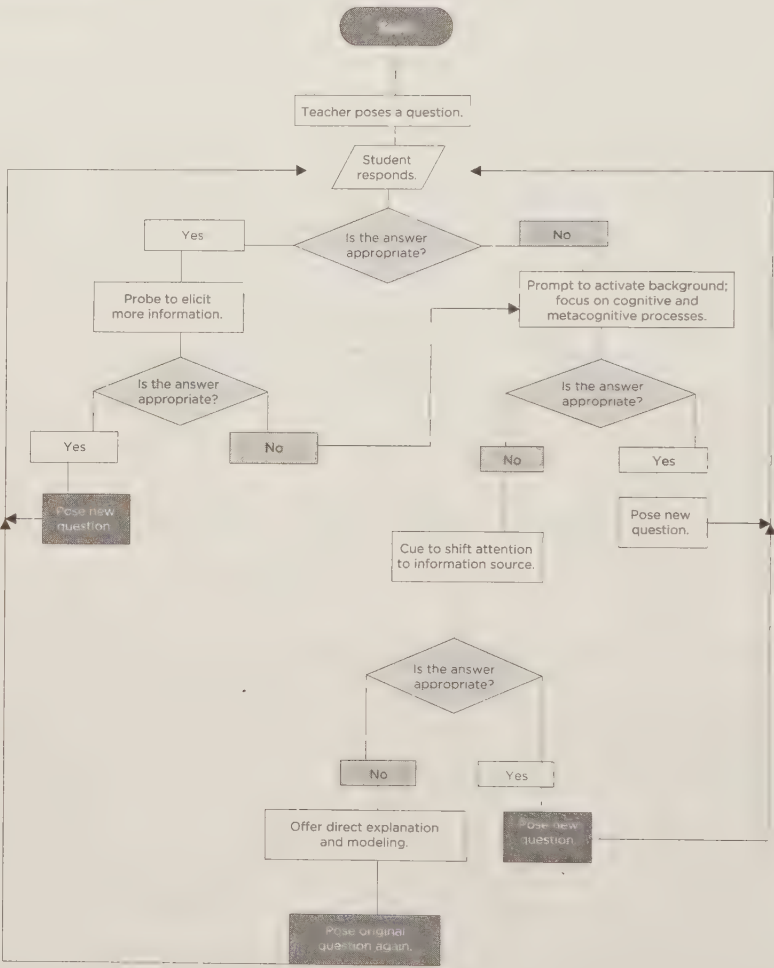 Teacher poses a question.
Student
responds.
Is the answer
appropriate?
Yes
No
Probe to elicit
more information.
Prompt to activate background;
focus on cognitive and
metacognitive processes.
Is the answer
appropriate?
Is the answer
appropriate?
Yes
No
No
Yes
Pose new
question.
Pose new
question.
Cue to shift attention
to information source.
Is the answer
appropriate?
No
Yes
Offer direct explanation
and modeling.
Pose new
question.
Pose original
question again.